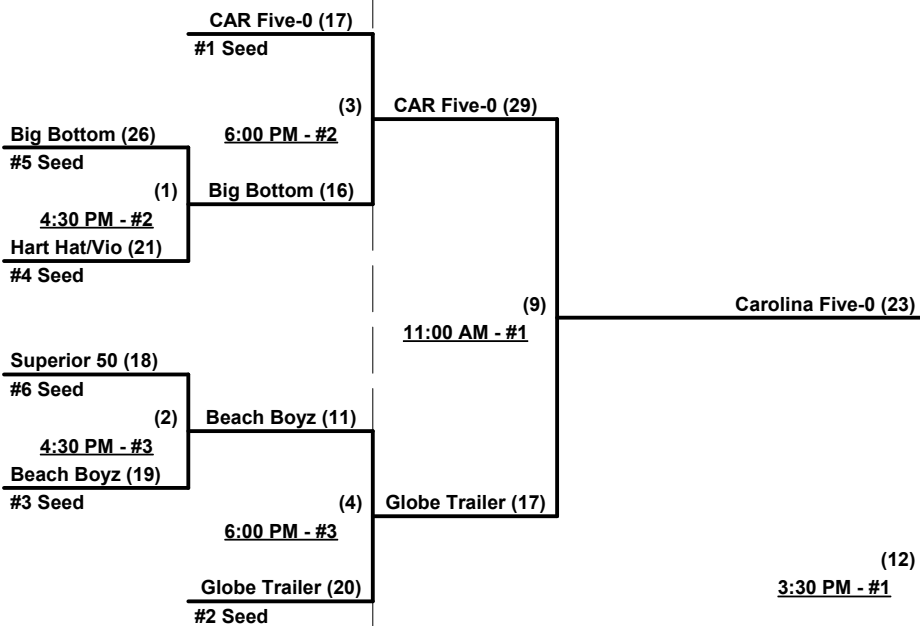 CAR Five-0 (17)
#1 Seed
(3)
CAR Five-0 (29)
6:00 PM - #2
Big Bottom (26)
#5 Seed
(1)
Big Bottom (16)
4:30 PM - #2
Hart Hat/Vio (21)
#4 Seed
(9)
Carolina Five-0 (23)
11:00 AM - #1
Superior 50 (18)
#6 Seed
(2)
Beach Boyz (11)
4:30 PM - #3
Beach Boyz (19)
#3 Seed
(4)
Globe Trailer (17)
6:00 PM - #3
(12)
Globe Trailer (20)
3:30 PM - #1
#2 Seed